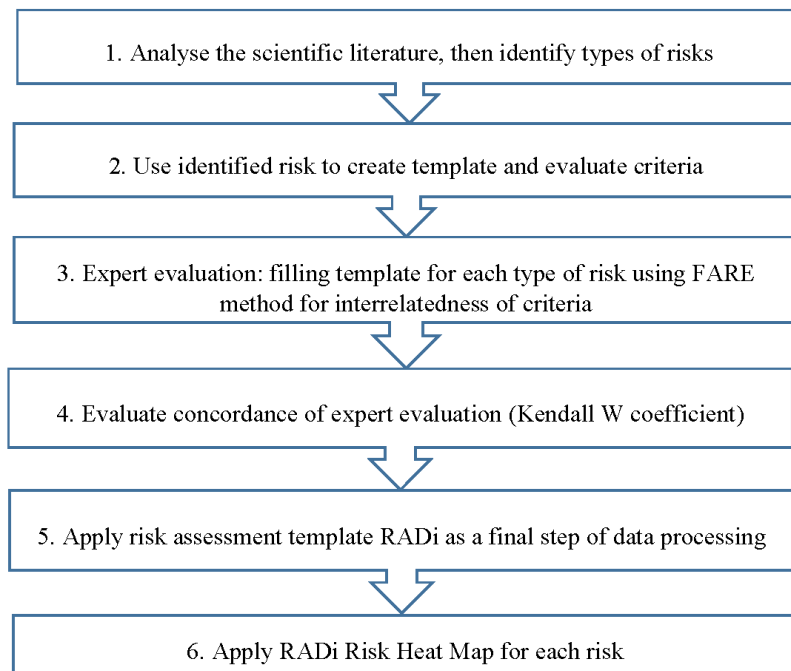 1. Analyse the scientific literature, then identify types of risks
2. Use identified risk to create template and evaluate criteria
3. Expert evaluation: filling template for each type of risk using FARE
method for interrelatedness of criteria
4. Evaluate concordance of expert evaluation (Kendall W coefficient)
5. Apply risk assessment template RADi as a final step of data processing
6. Apply RADi Risk Heat Map for each risk